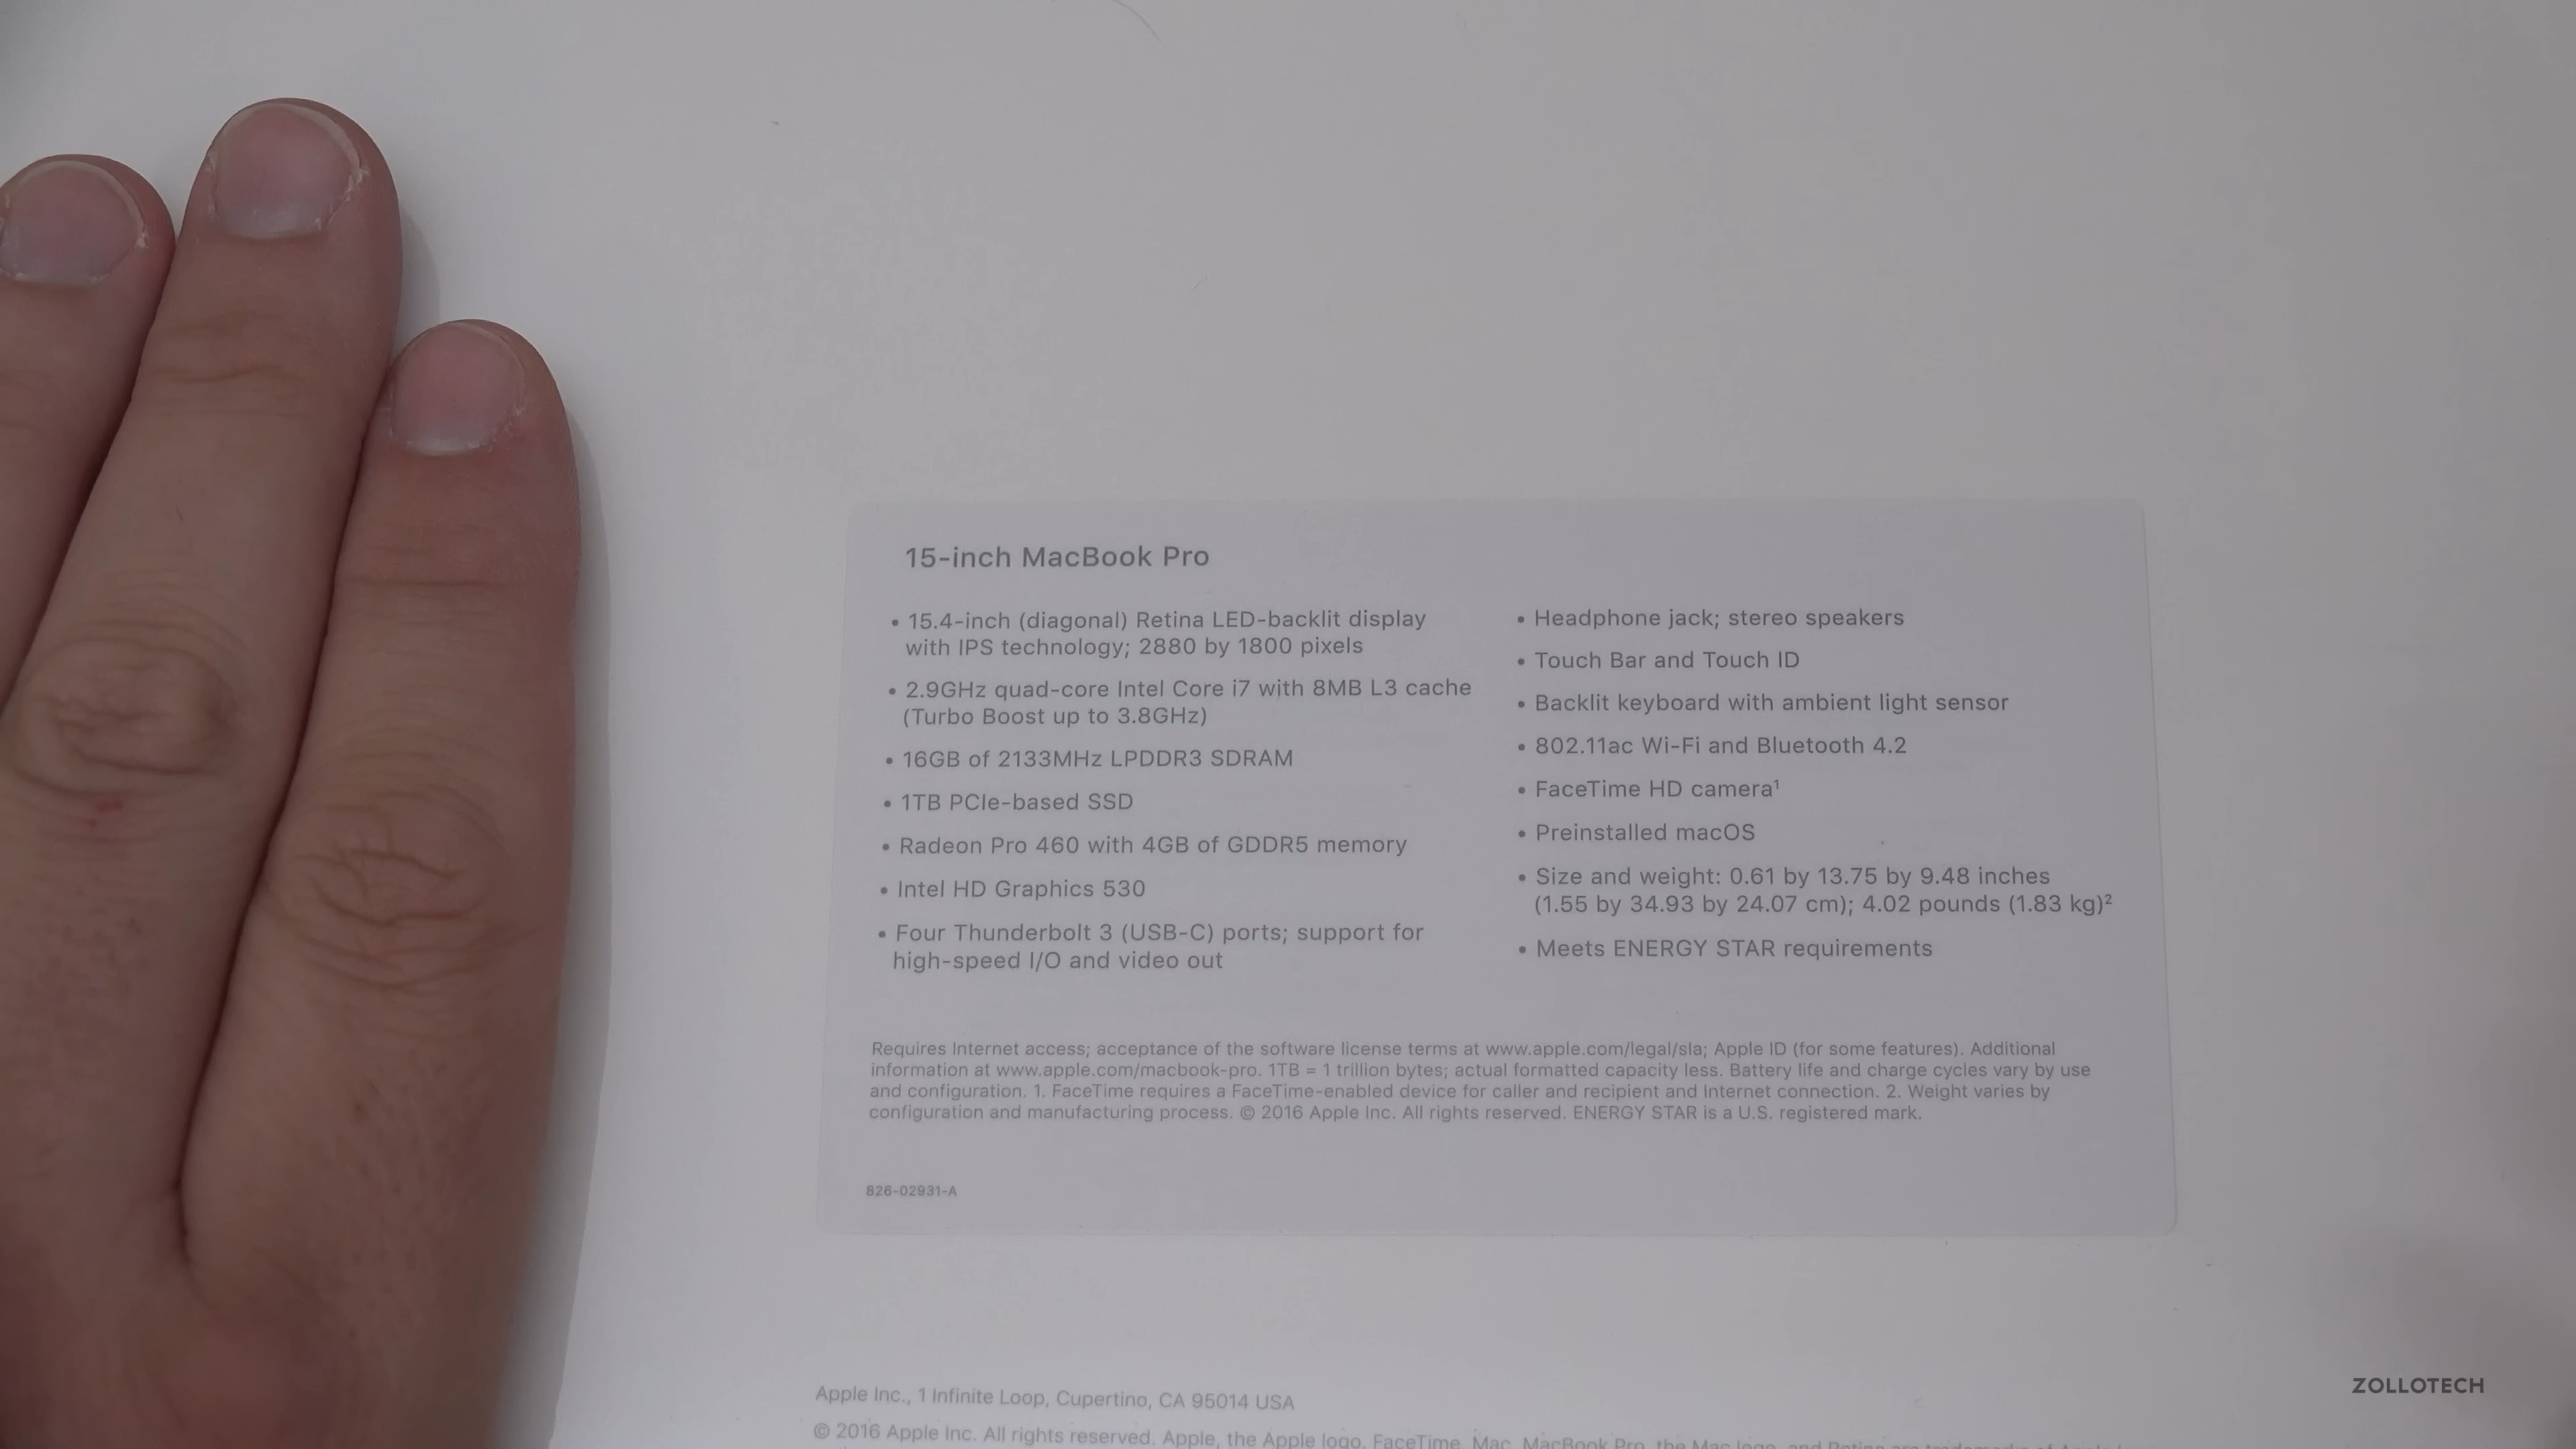 15-inch MacBook Pro
• 15.4-inch (diagonal) Retina LED-backlit display
with IPS technology; 2880 by 1800 pixels
• 2.9GHz quad-core Intel Core i7 with 8MB L3 cache
(Turbo Boost up to 3.8GHz)
• 16GB of 2133MHz LPDDR3 SDRAM
• 1TB PCIe-based SSD
• Radeon Pro 460 with 4GB of GDDR5 memory
• Intel HD Graphics 530
• Four Thunderbolt 3 (USB-C) ports; support for
high-speed I/O and video out
• Headphone jack; stereo speakers
• Touch Bar and Touch ID
• Backlit keyboard with ambient light sensor
• 802.11ac Wi-Fi and Bluetooth 4.2
• FaceTime HD camera¹
• Preinstalled macOS
• Size and weight: 0.61 by 13.75 by 9.48 inches
(1.55 by 34.93 by 24.07 cm); 4.02 pounds (1.83 kg)²
• Meets ENERGY STAR requirements
Requires Internet access; acceptance of the software license terms at www.apple.com/legal/sla; Apple ID (for some features). Additional
information at www.apple.com/macbook-pro. 1TB = 1 trillion bytes; actual formatted capacity less. Battery life and charge cycles vary by use
and configuration. 1. FaceTime requires a FaceTime-enabled device for caller and recipient and Internet connection. 2. Weight varies by
configuration and manufacturing process. © 2016 Apple Inc. All rights reserved. ENERGY STAR is a U.S. registered mark.
826-02931-A
Apple Inc., 1 Infinite Loop, Cupertino, CA 95014 USA
© 2016 Apple Inc. All rights reserved. Apple, the Apple logo, FaceTime, Mac, MacBook Pro, the Mac logo, and Retina are
ZOLLOTECH